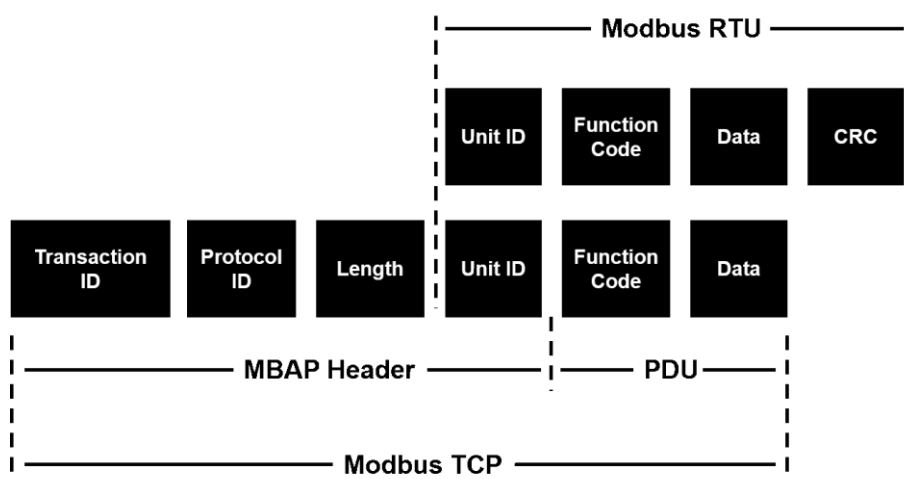 Modbus RTU
Unit ID
Function
Code
Data
CRC
Transaction
ID
Protocol
ID
Length
Unit ID
Function
Code
Data
MBAP Header
PDU
Modbus TCP